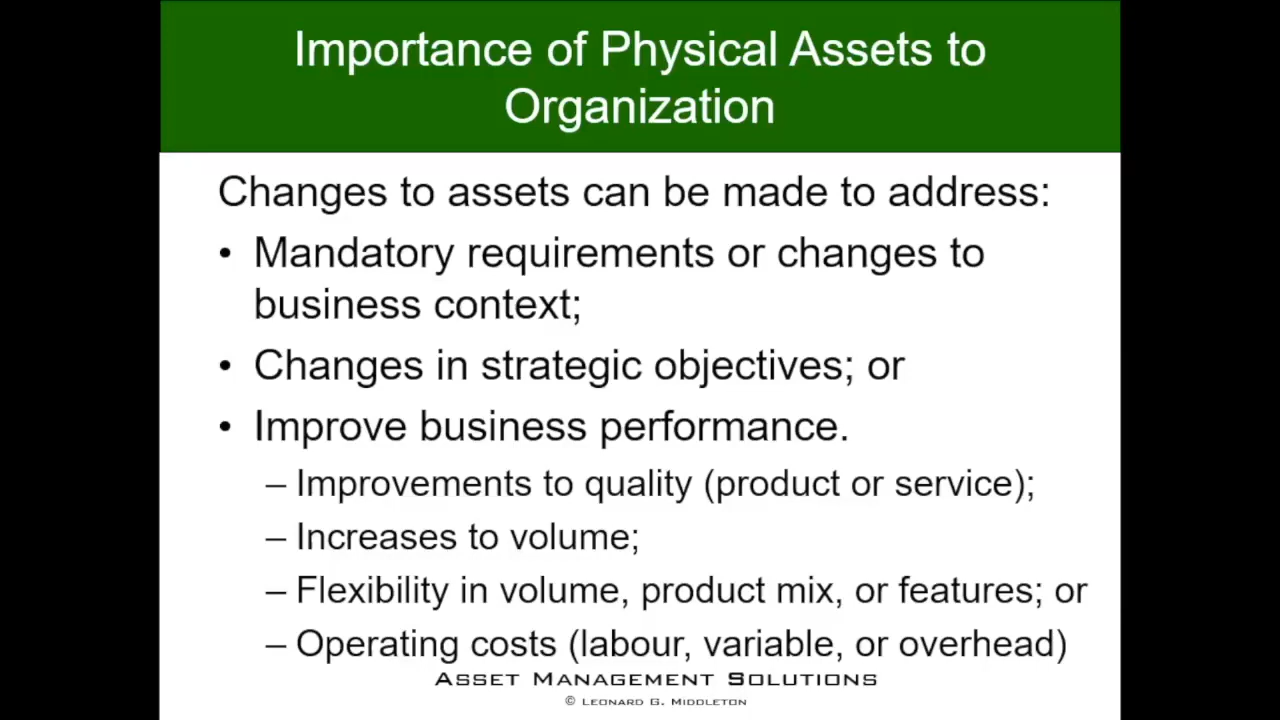 Importance of Physical Assets to
Organization
Changes to assets can be made to address:
• Mandatory requirements or changes to
business context;
• Changes in strategic objectives; or
• Improve business performance.
– Improvements to quality (product or service);
– Increases to volume;
– Flexibility in volume, product mix, or features; or
– Operating costs (labour, variable, or overhead)
Asset Management Solutions
© Leonard G. Middleton